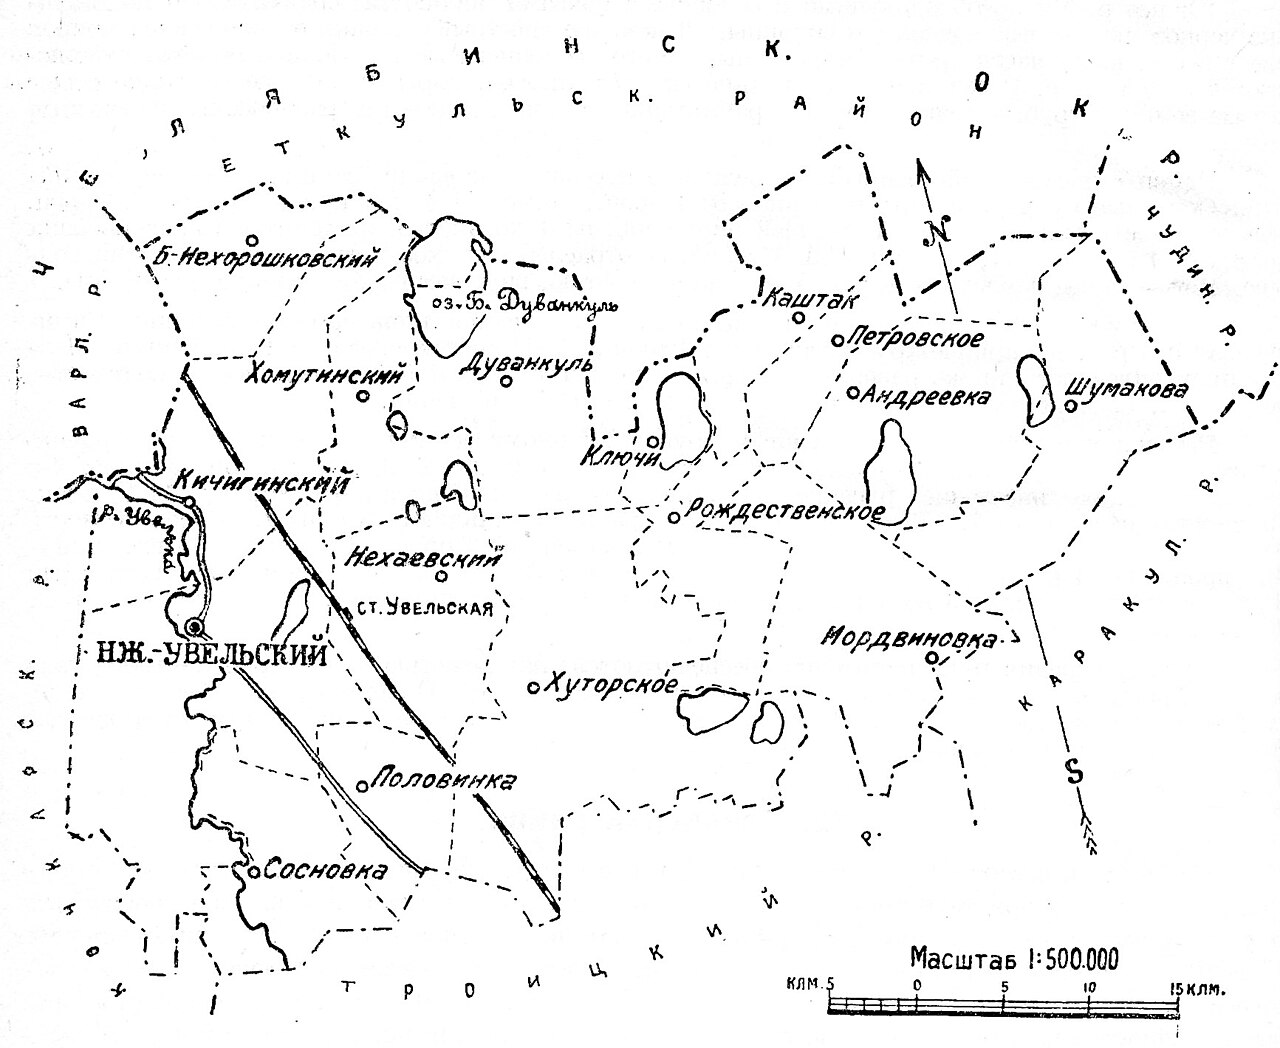 ЧЕЛЯБИНСК. ОКР.
ЕТКУЛЬСК. РАЙОН
ЧУДИН. Р.
ВАРЛ. Р.
N
Б-Нехорошковский
оз. Б. Дуванкуль
Каштак
Петровское
Хомутинский
Дуванкуль
Андреевка
Шумакова
Ключи
Кичигинский
р. Увелька
Рождественское
Нехаевский
ст. Увельская
НЖ.-УВЕЛЬСКИЙ
Мордвиновка
КАРАКУЛ. Р.
Хуторское
Половинка
S
Сосновка
ТРОИЦКИЙ Р.
Масштаб 1:500.000
КЛМ. 5 0 5 10 15 КЛМ.